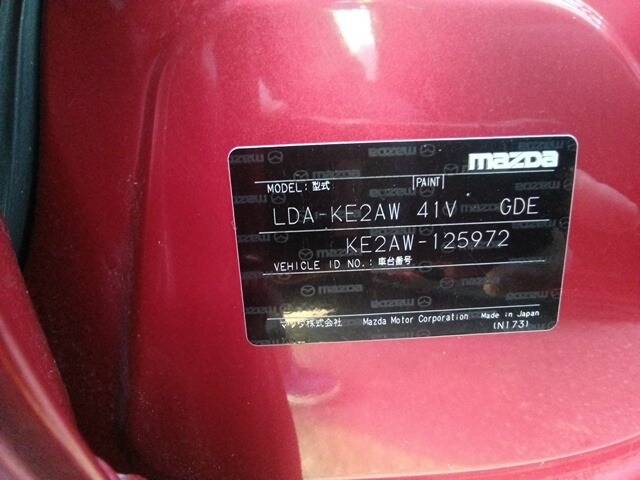 mazda
MODEL: 型式 PAINT
LDA-KE2AW 41V GDE
KE2AW-125972
VEHICLE ID NO.: 車台番号
マツダ株式会社 Mazda Motor Corporation Made in Japan
(N173)